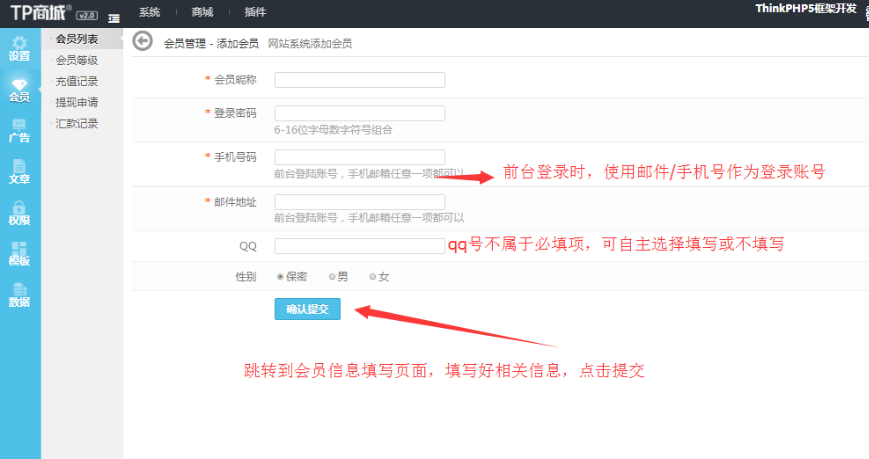 TP商城® v2.0 系统 商城 插件 ThinkPHP5框架开发
设置
会员
广告
文章
权限
模板
数据
会员列表
会员等级
充值记录
提现申请
汇款记录
会员管理 - 添加会员 网站系统添加会员
* 会员昵称
* 登录密码
6-16位字母数字符号组合
* 手机号码
前台登陆账号，手机邮箱任意一项都可以
前台登录时，使用邮件/手机号作为登录账号
* 邮件地址
前台登陆账号，手机邮箱任意一项都可以
QQ qq号不属于必填项，可自主选择填写或不填写
性别 保密 男 女
确认提交
跳转到会员信息填写页面，填写好相关信息，点击提交